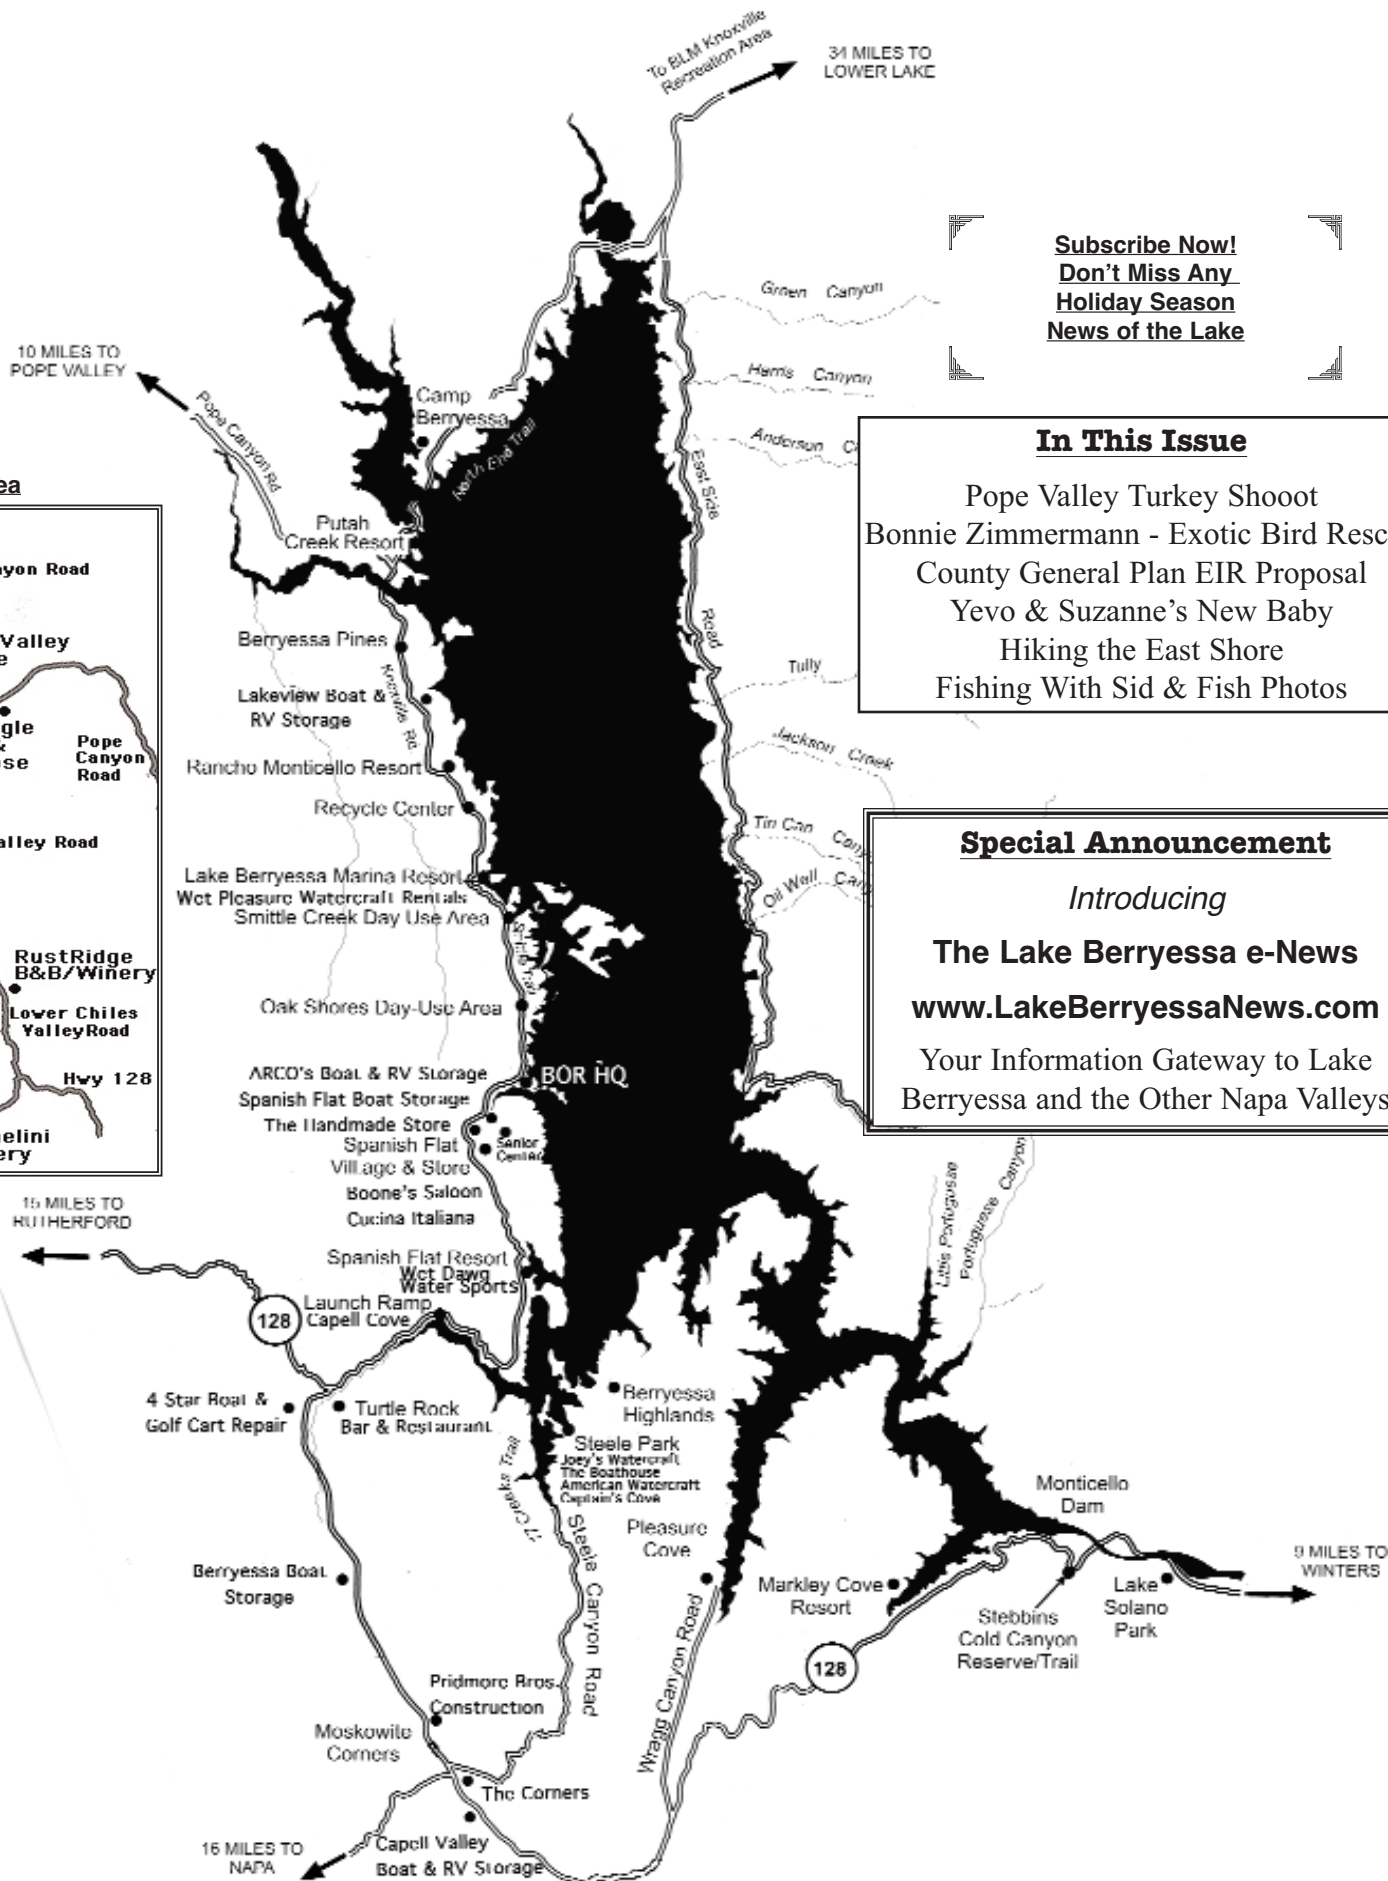 To BLM Knoxville
Recreation Area
34 MILES TO
LOWER LAKE
Subscribe Now!
Don't Miss Any
Holiday Season
News of the Lake
Green Canyon
Harris Canyon
Anderson
10 MILES TO
POPE VALLEY
Pope Canyon Rd
Camp
Berryessa
North End Trail
East Side
Road
In This Issue
Pope Valley Turkey Shooot
Bonnie Zimmermann - Exotic Bird Resc
County General Plan EIR Proposal
Yevo & Suzanne's New Baby
Hiking the East Shore
Fishing With Sid & Fish Photos
ea
yon Road
Valley
e
gle
&
se
Pope
Canyon
Road
alley Road
RustRidge
B&B/Winery
Lower Chiles
Valley Road
Hwy 128
elini
ery
Putah
Creek Resort
Berryessa Pines
Knoxville Rd
Lakeview Boat &
RV Storage
Rancho Monticello Resort
Recycle Center
Lake Berryessa Marina Resort
Wet Pleasure Watercraft Rentals
Smittle Creek Day Use Area
Oak Shores Day-Use Area
Tully
Jackson Creek
Tin Can Cany
Oil Well Cany
Special Announcement
Introducing
The Lake Berryessa e-News
www.LakeBerryessaNews.com
Your Information Gateway to Lake
Berryessa and the Other Napa Valleys
ARCO's Boat & RV Storage
BOR HQ
Spanish Flat Boat Storage
The Handmade Store
Spanish Flat
Village & Store
Senior
Center
Boone's Saloon
Cucina Italiana
Little Portuguese
Portuguese Canyon
15 MILES TO
RUTHERFORD
Spanish Flat Resort
Wet Dawg
Water Sports
128
Launch Ramp
Capell Cove
4 Star Boat &
Golf Cart Repair
Turtle Rock
Bar & Restaurant
Berryessa
Highlands
Steele Park
Joey's Watercraft
The Boathouse
American Watercraft
Captain's Cove
Creeks Trail
Steele Canyon Road
Pleasure
Cove
Monticello
Dam
9 MILES TO
WINTERS
Berryessa Boat
Storage
Markley Cove
Resort
Stebbins
Cold Canyon
Reserve/Trail
Lake
Solano
Park
128
Wragg Canyon Road
Pridmore Bros.
Construction
Moskowite
Corners
The Corners
16 MILES TO
NAPA
Capell Valley
Boat & RV Storage